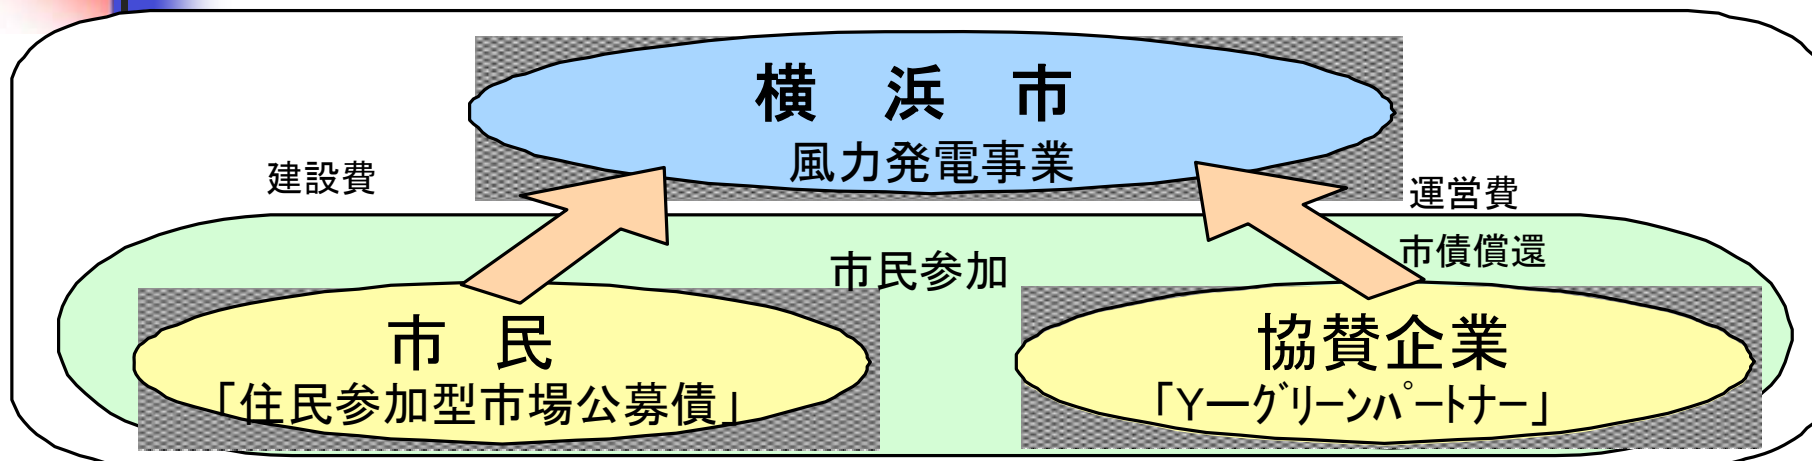 横 浜 市
風力発電事業
建設費
運営費
市債償還
市民参加
市 民
「住民参加型市場公募債」
協賛企業
「Yーグリーンパートナー」